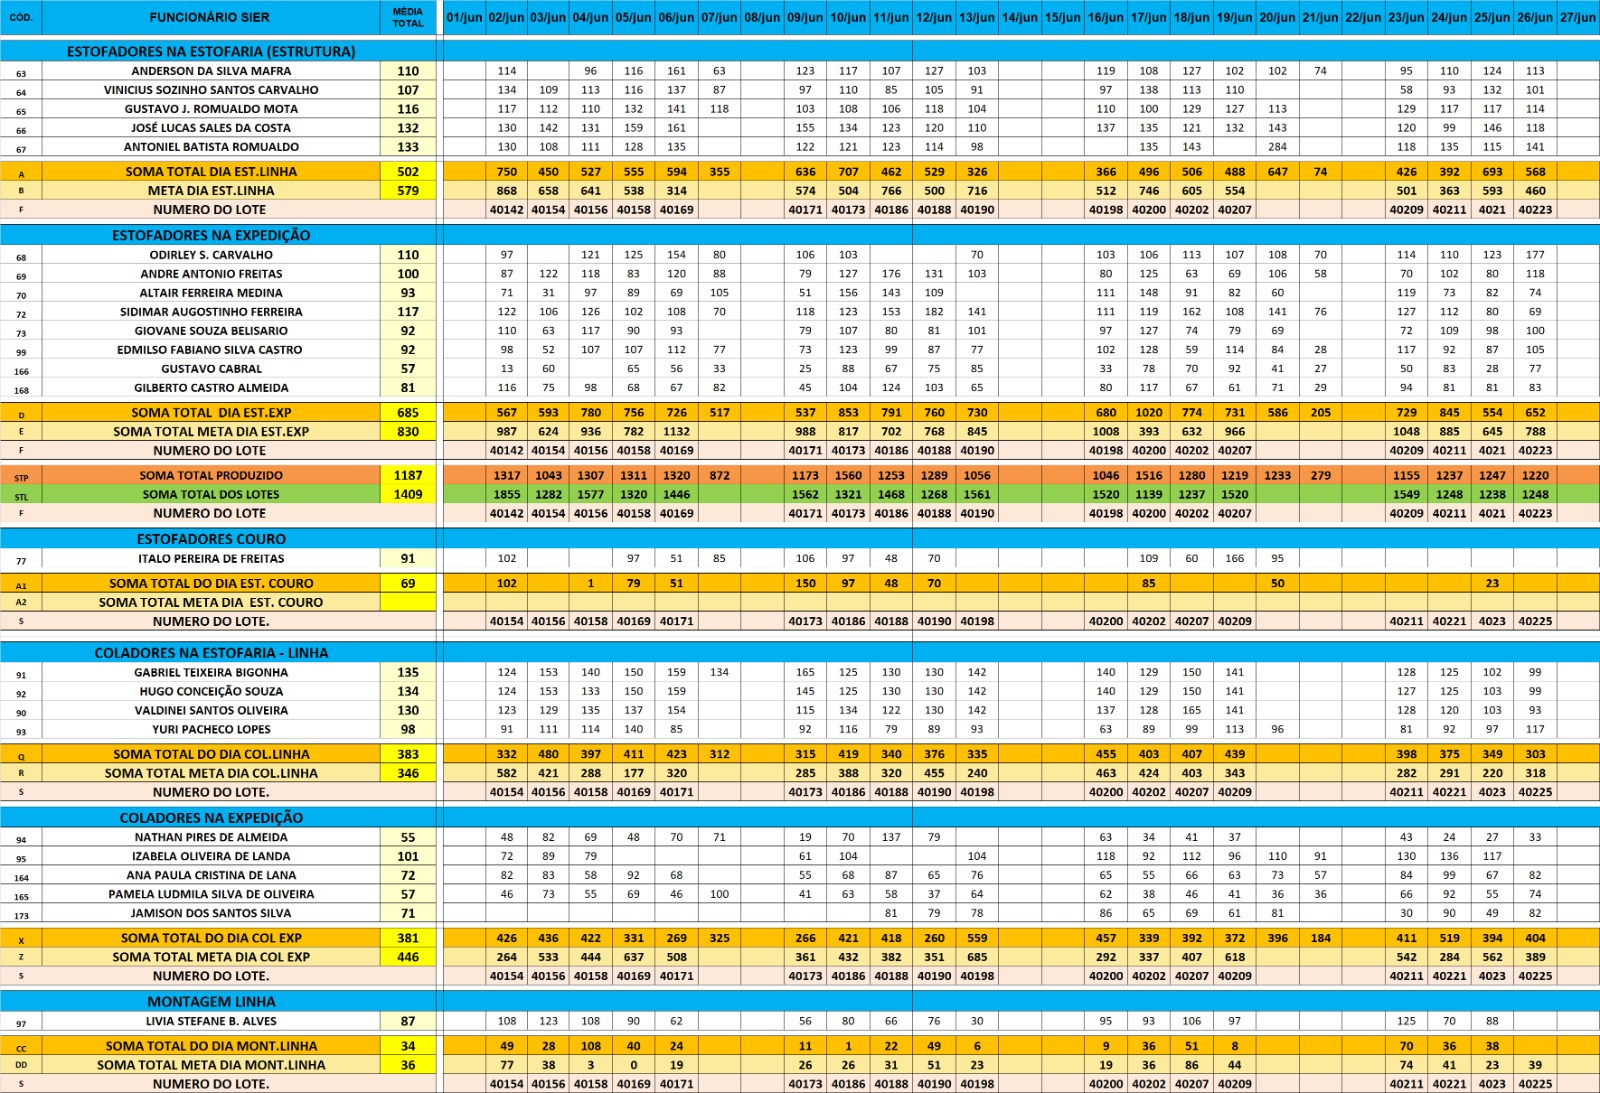 CÓD. FUNCIONÁRIO SIER MÉDIA TOTAL 01/jun 02/jun 03/jun 04/jun 05/jun 06/jun 07/jun 08/jun 09/jun 10/jun 11/jun 12/jun 13/jun 14/jun 15/jun 16/jun 17/jun 18/jun 19/jun 20/jun 21/jun 22/jun 23/jun 24/jun 25/jun 26/jun 27/jun
ESTOFADORES NA ESTOFARIA (ESTRUTURA)
63 ANDERSON DA SILVA MAFRA 110 114 96 116 161 63 123 117 107 127 103 119 108 127 102 102 74 95 110 124 113
64 VINICIUS SOZINHO SANTOS CARVALHO 107 134 109 113 116 137 87 97 110 85 105 91 97 138 113 110 58 93 132 101
65 GUSTAVO J. ROMUALDO MOTA 116 117 112 110 132 141 118 103 108 106 118 104 110 100 129 127 113 129 117 117 114
66 JOSÉ LUCAS SALES DA COSTA 132 130 142 131 159 161 155 134 123 120 110 137 135 121 132 143 120 99 146 118
67 ANTONIEL BATISTA ROMUALDO 133 130 108 111 128 135 122 121 123 114 98 135 143 284 118 135 115 141
A SOMA TOTAL DIA EST.LINHA 502 750 450 527 555 594 355 636 707 462 529 326 366 496 506 488 647 74 426 392 693 568
B META DIA EST.LINHA 579 868 658 641 538 314 574 504 766 500 716 512 746 605 554 501 363 593 460
F NUMERO DO LOTE 40142 40154 40156 40158 40169 40171 40173 40186 40188 40190 40198 40200 40202 40207 40209 40211 4021 40223
ESTOFADORES NA EXPEDIÇÃO
68 ODIRLEY S. CARVALHO 110 97 121 125 154 80 106 103 70 103 106 113 107 108 70 114 110 123 177
69 ANDRE ANTONIO FREITAS 100 87 122 118 83 120 88 79 127 176 131 103 80 125 63 69 106 58 70 102 80 118
70 ALTAIR FERREIRA MEDINA 93 71 31 97 89 69 105 51 156 143 109 111 148 91 82 60 119 73 82 74
72 SIDIMAR AUGOSTINHO FERREIRA 117 122 106 126 102 108 70 118 123 153 182 141 111 119 162 108 141 76 127 112 80 69
73 GIOVANE SOUZA BELISARIO 92 110 63 117 90 93 79 107 80 81 101 97 127 74 79 69 72 109 98 100
99 EDMILSO FABIANO SILVA CASTRO 92 98 52 107 107 112 77 73 123 99 87 77 102 128 59 114 84 28 117 92 87 105
166 GUSTAVO CABRAL 57 13 60 65 56 33 25 88 67 75 85 33 78 70 92 41 27 50 83 28 77
168 GILBERTO CASTRO ALMEIDA 81 116 75 98 68 67 82 45 104 124 103 65 80 117 67 61 71 29 94 81 81 83
D SOMA TOTAL DIA EST.EXP 685 567 593 780 756 726 517 537 853 791 760 730 680 1020 774 731 586 205 729 845 554 652
E SOMA TOTAL META DIA EST.EXP 830 987 624 936 782 1132 988 817 702 768 845 1008 393 632 966 1048 885 645 788
F NUMERO DO LOTE 40142 40154 40156 40158 40169 40171 40173 40186 40188 40190 40198 40200 40202 40207 40209 40211 4021 40223
STP SOMA TOTAL PRODUZIDO 1187 1317 1043 1307 1311 1320 872 1173 1560 1253 1289 1056 1046 1516 1280 1219 1233 279 1155 1237 1247 1220
STL SOMA TOTAL DOS LOTES 1409 1855 1282 1577 1320 1446 1562 1321 1468 1268 1561 1520 1139 1237 1520 1549 1248 1238 1248
F NUMERO DO LOTE 40142 40154 40156 40158 40169 40171 40173 40186 40188 40190 40198 40200 40202 40207 40209 40211 4021 40223
ESTOFADORES COURO
77 ITALO PEREIRA DE FREITAS 91 102 97 51 85 106 97 48 70 109 60 166 95
A1 SOMA TOTAL DO DIA EST. COURO 69 102 1 79 51 150 97 48 70 85 50 23
A2 SOMA TOTAL META DIA EST. COURO
S NUMERO DO LOTE. 40154 40156 40158 40169 40171 40173 40186 40188 40190 40198 40200 40202 40207 40209 40211 40221 4023 40225
COLADORES NA ESTOFARIA - LINHA
91 GABRIEL TEIXEIRA BIGONHA 135 124 153 140 150 159 134 165 125 130 130 142 140 129 150 141 128 125 102 99
92 HUGO CONCEIÇÃO SOUZA 134 124 153 133 150 159 145 125 130 130 142 140 129 150 141 127 125 103 99
90 VALDINEI SANTOS OLIVEIRA 130 123 129 135 137 154 115 134 122 130 142 137 128 165 141 128 120 103 93
93 YURI PACHECO LOPES 98 91 111 114 140 85 92 116 79 89 93 63 89 99 113 96 81 92 97 117
Q SOMA TOTAL DO DIA COL.LINHA 383 332 480 397 411 423 312 315 419 340 376 335 455 403 407 439 398 375 349 303
R SOMA TOTAL META DIA COL.LINHA 346 582 421 288 177 320 285 388 320 455 240 463 424 403 343 282 291 220 318
S NUMERO DO LOTE. 40154 40156 40158 40169 40171 40173 40186 40188 40190 40198 40200 40202 40207 40209 40211 40221 4023 40225
COLADORES NA EXPEDIÇÃO
94 NATHAN PIRES DE ALMEIDA 55 48 82 69 48 70 71 19 70 137 79 63 34 41 37 43 24 27 33
95 IZABELA OLIVEIRA DE LANDA 101 72 89 79 61 104 104 118 92 112 96 110 91 130 136 117
164 ANA PAULA CRISTINA DE LANA 72 82 83 58 92 68 55 68 87 65 76 65 55 66 63 73 57 84 99 67 82
165 PAMELA LUDMILA SILVA DE OLIVEIRA 57 46 73 55 69 46 100 41 63 58 37 64 62 38 46 41 36 36 66 92 55 74
173 JAMISON DOS SANTOS SILVA 71 81 79 78 86 65 69 61 81 30 90 49 82
X SOMA TOTAL DO DIA COL EXP 381 426 436 422 331 269 325 266 421 418 260 559 457 339 392 372 396 184 411 519 394 404
Z SOMA TOTAL META DIA COL EXP 446 264 533 444 637 508 361 432 382 351 685 292 337 407 618 542 284 562 389
S NUMERO DO LOTE. 40154 40156 40158 40169 40171 40173 40186 40188 40190 40198 40200 40202 40207 40209 40211 40221 4023 40225
MONTAGEM LINHA
97 LIVIA STEFANE B. ALVES 87 108 123 108 90 62 56 80 66 76 30 95 93 106 97 125 70 88
CC SOMA TOTAL DO DIA MONT.LINHA 34 49 28 108 40 24 11 1 22 49 6 9 36 51 8 70 36 38
DD SOMA TOTAL META DIA MONT.LINHA 36 77 38 3 0 19 26 26 31 51 23 19 36 86 44 74 41 23 39
S NUMERO DO LOTE. 40154 40156 40158 40169 40171 40173 40186 40188 40190 40198 40200 40202 40207 40209 40211 40221 4023 40225